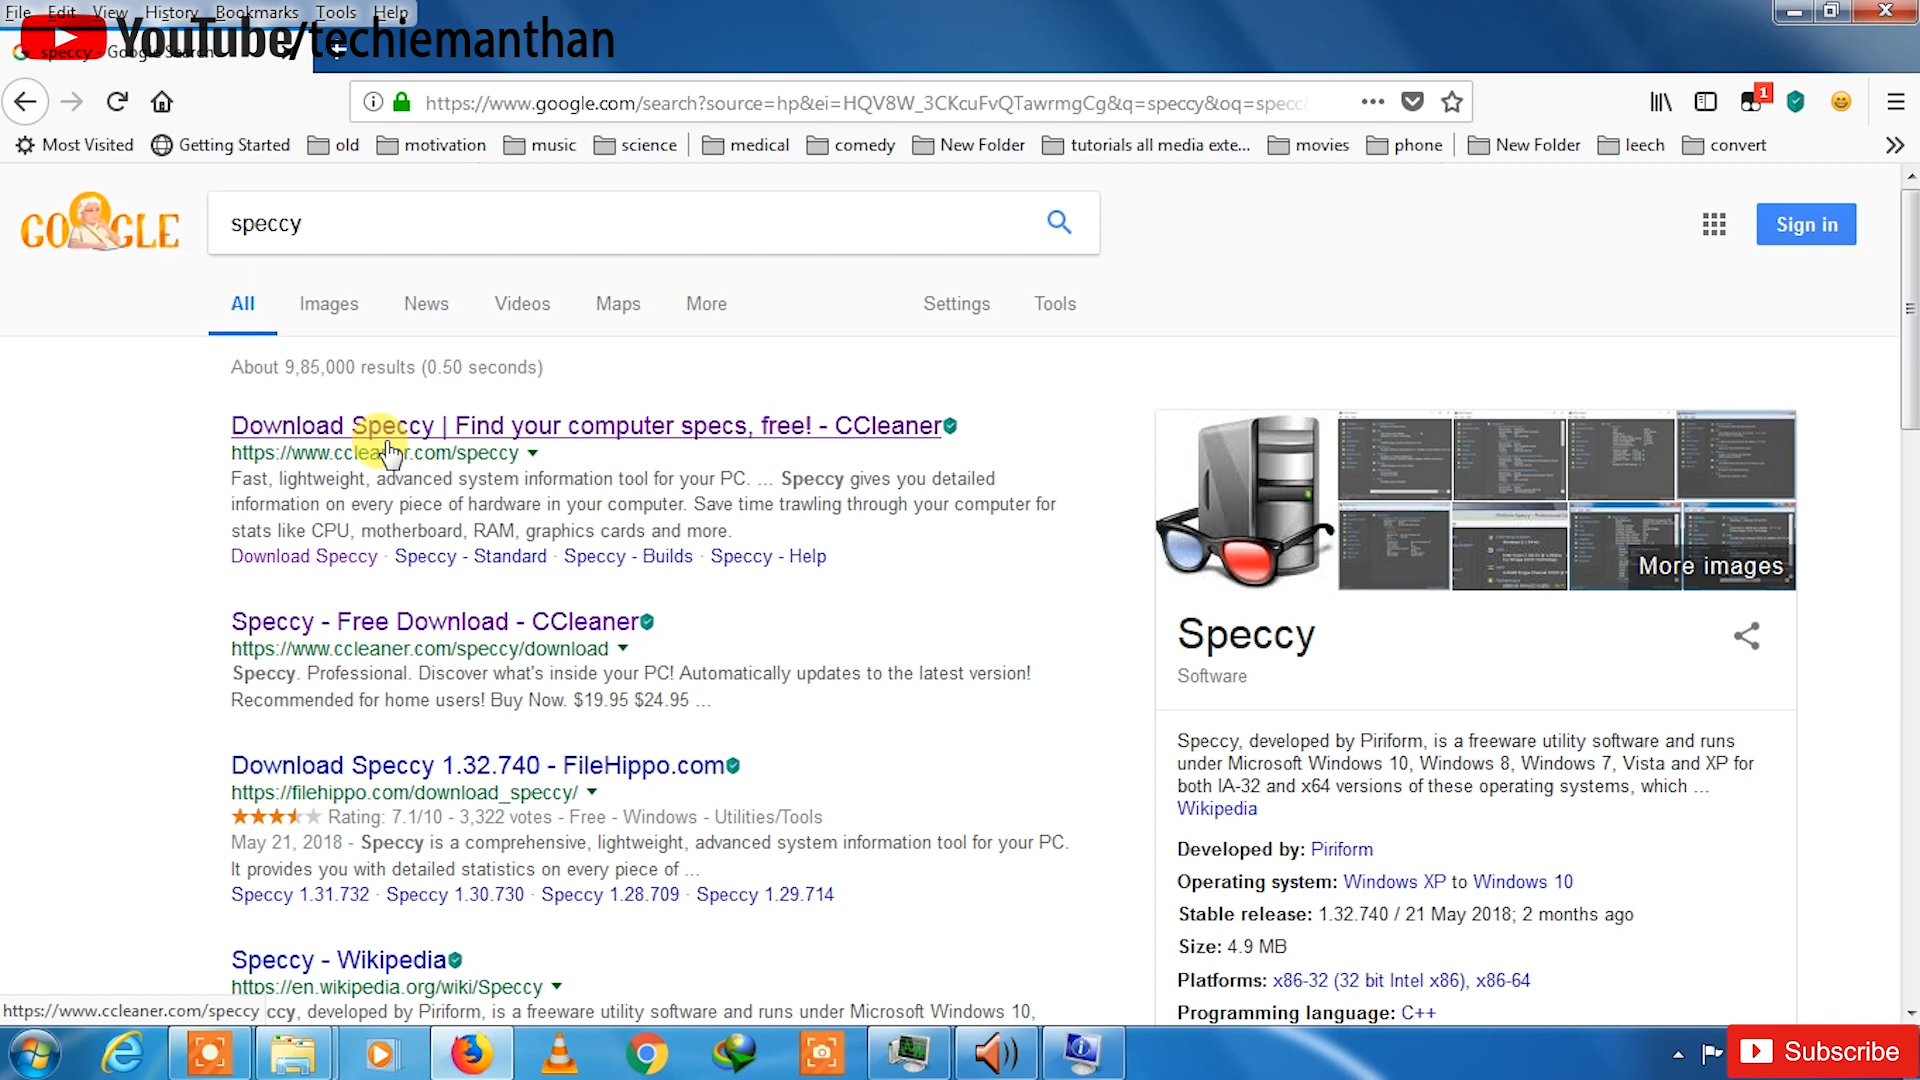 File Edit View History Bookmarks Tools Help
YouTube/techiemanthan
speccy - Google Search
https://www.google.com/search?source=hp&ei=HQV8W_3CKcuFvQTawrmgCg&q=speccy&oq=specc
1
Most Visited Getting Started old motivation music science medical comedy New Folder tutorials all media exte... movies phone New Folder leech convert
GOOGLE
speccy
Sign in
All Images News Videos Maps More Settings Tools
About 9,85,000 results (0.50 seconds)
Download Speccy | Find your computer specs, free! - CCleaner
https://www.ccleaner.com/speccy
Fast, lightweight, advanced system information tool for your PC. ... Speccy gives you detailed
information on every piece of hardware in your computer. Save time trawling through your computer for
stats like CPU, motherboard, RAM, graphics cards and more.
Download Speccy · Speccy - Standard · Speccy - Builds · Speccy - Help
Speccy - Free Download - CCleaner
https://www.ccleaner.com/speccy/download
Speccy. Professional. Discover what's inside your PC! Automatically updates to the latest version!
Recommended for home users! Buy Now. $19.95 $24.95 ...
Download Speccy 1.32.740 - FileHippo.com
https://filehippo.com/download_speccy/
Rating: 7.1/10 - 3,322 votes - Free - Windows - Utilities/Tools
May 21, 2018 - Speccy is a comprehensive, lightweight, advanced system information tool for your PC.
It provides you with detailed statistics on every piece of ...
Speccy 1.31.732 · Speccy 1.30.730 · Speccy 1.28.709 · Speccy 1.29.714
Speccy - Wikipedia
https://en.wikipedia.org/wiki/Speccy
ccy, developed by Piriform, is a freeware utility software and runs under Microsoft Windows 10,
https://www.ccleaner.com/speccy
More images
Speccy
Software
Speccy, developed by Piriform, is a freeware utility software and runs
under Microsoft Windows 10, Windows 8, Windows 7, Vista and XP for
both IA-32 and x64 versions of these operating systems, which ...
Wikipedia
Developed by: Piriform
Operating system: Windows XP to Windows 10
Stable release: 1.32.740 / 21 May 2018; 2 months ago
Size: 4.9 MB
Platforms: x86-32 (32 bit Intel x86), x86-64
Programming language: C++
Subscribe